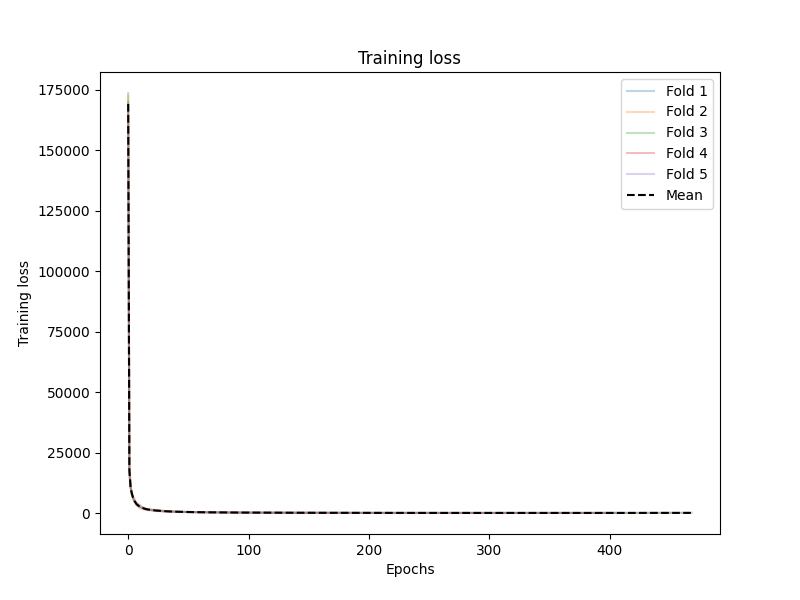 Training loss
175000
150000
125000
100000
75000
50000
25000
0
Training loss
0
100
200
300
400
Epochs
Fold 1
Fold 2
Fold 3
Fold 4
Fold 5
Mean